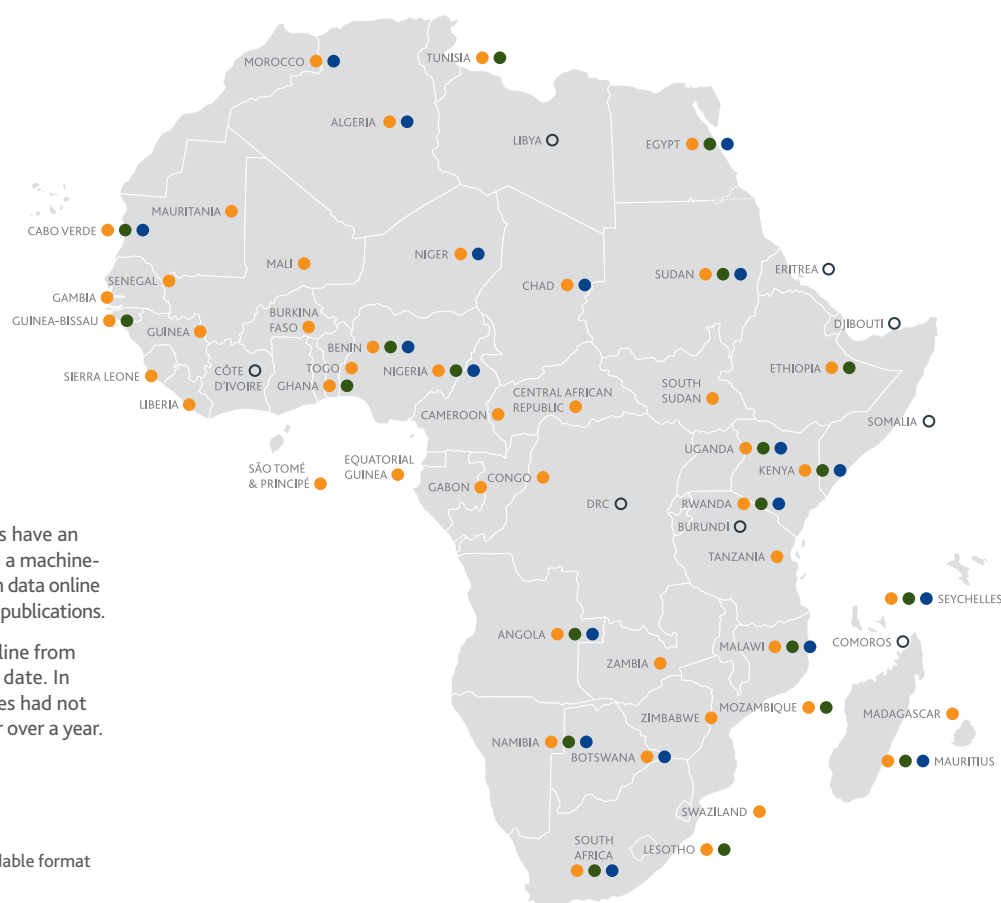 MOROCCO
TUNISIA
ALGERIA
LIBYA
EGYPT
MAURITANIA
CABO VERDE
MALI
NIGER
CHAD
SUDAN
ERITREA
SENEGAL
GAMBIA
GUINEA-BISSAU
GUINEA
BURKINA
FASO
DJIBOUTI
BENIN
SIERRA LEONE
CÔTE
D'IVOIRE
TOGO
GHANA
NIGERIA
ETHIOPIA
LIBERIA
CAMEROON
CENTRAL AFRICAN
REPUBLIC
SOUTH
SUDAN
SOMALIA
UGANDA
KENYA
SÃO TOMÉ
& PRINCIPÉ
EQUATORIAL
GUINEA
GABON
CONGO
DRC
RWANDA
BURUNDI
TANZANIA
s have an
a machine-
n data online
publications.
SEYCHELLES
line from
date. In
es had not
r over a year.
ANGOLA
ZAMBIA
MALAWI
COMOROS
MOZAMBIQUE
ZIMBABWE
MADAGASCAR
NAMIBIA
BOTSWANA
MAURITIUS
SWAZILAND
SOUTH
AFRICA
LESOTHO
dable format